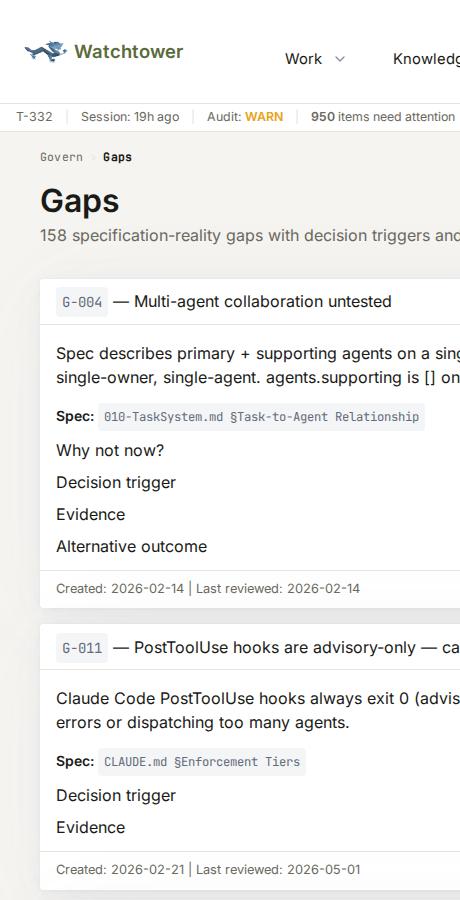 Watchtower
Work
Knowledg
T-332
Session: 19h ago
Audit: WARN
950 items need attention
Govern › Gaps
Gaps
158 specification-reality gaps with decision triggers and
G-004 — Multi-agent collaboration untested
Spec describes primary + supporting agents on a sing
single-owner, single-agent. agents.supporting is [] on
Spec: 010-TaskSystem.md §Task-to-Agent Relationship
Why not now?
Decision trigger
Evidence
Alternative outcome
Created: 2026-02-14 | Last reviewed: 2026-02-14
G-011 — PostToolUse hooks are advisory-only — ca
Claude Code PostToolUse hooks always exit 0 (advis
errors or dispatching too many agents.
Spec: CLAUDE.md §Enforcement Tiers
Decision trigger
Evidence
Created: 2026-02-21 | Last reviewed: 2026-05-01